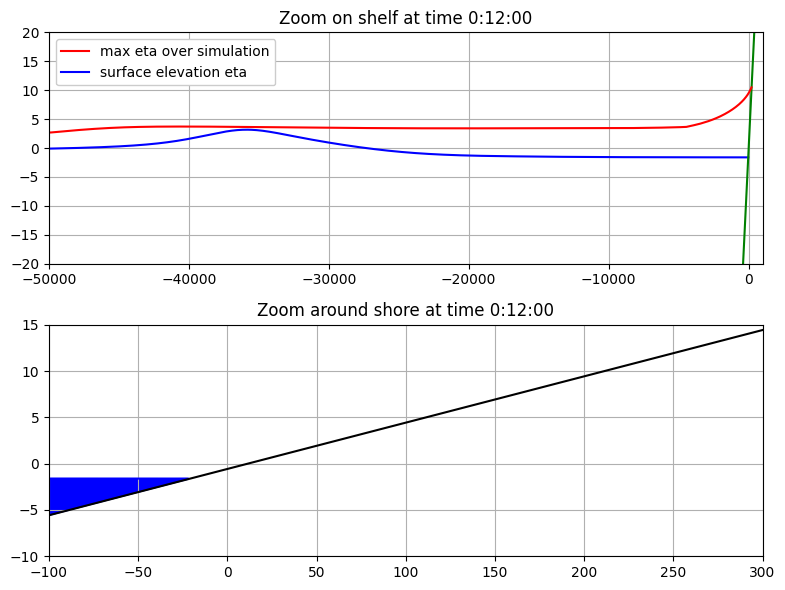 Zoom on shelf at time 0:12:00
20
15
10
5
0
−5
−10
−15
−20
max eta over simulation
surface elevation eta
−50000 −40000 −30000 −20000 −10000 0
Zoom around shore at time 0:12:00
15
10
5
0
−5
−10
−100 −50 0 50 100 150 200 250 300